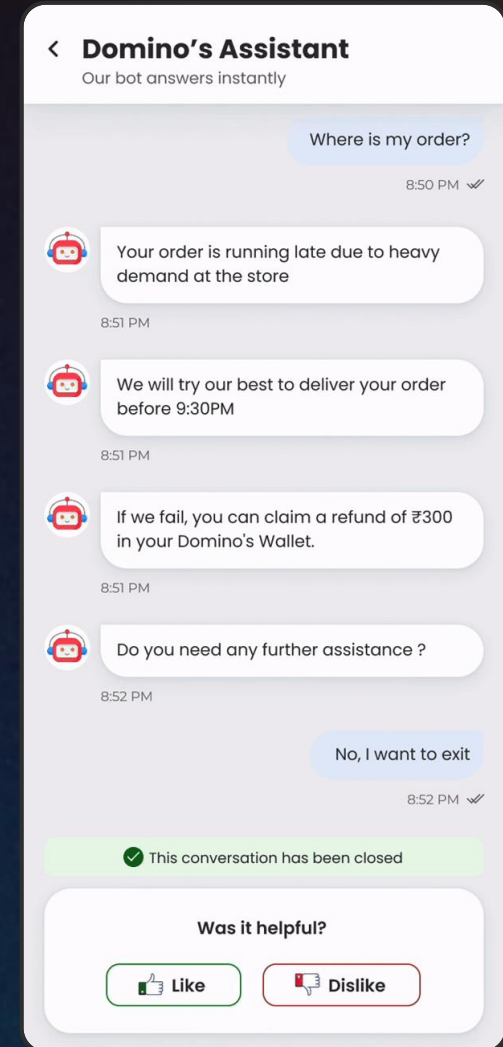 Domino's Assistant
Our bot answers instantly
Where is my order?
8:50 PM
Your order is running late due to heavy
demand at the store
8:51 PM
We will try our best to deliver your order
before 9:30PM
8:51 PM
If we fail, you can claim a refund of ₹300
in your Domino's Wallet.
8:51 PM
Do you need any further assistance ?
8:52 PM
No, I want to exit
8:52 PM
This conversation has been closed
Was it helpful?
Like
Dislike